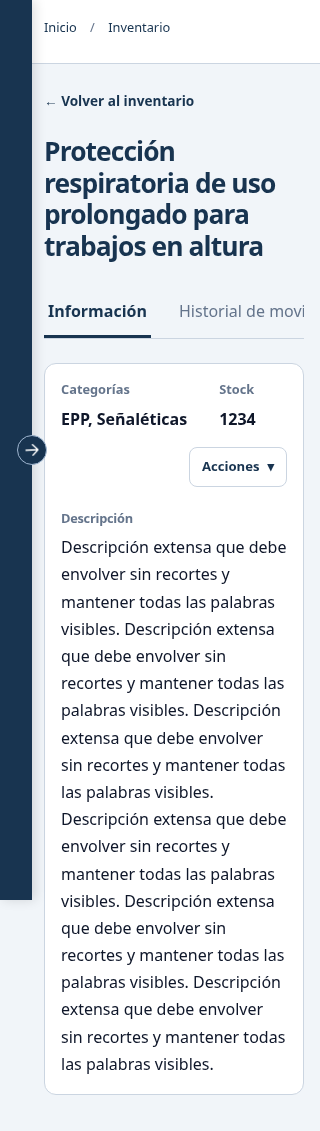 Inicio / Inventario
← Volver al inventario
Protección
respiratoria de uso
prolongado para
trabajos en altura
Información Historial de movi
Categorías Stock
EPP, Señaléticas 1234
Acciones ▾
Descripción
Descripción extensa que debe
envolver sin recortes y
mantener todas las palabras
visibles. Descripción extensa
que debe envolver sin
recortes y mantener todas las
palabras visibles. Descripción
extensa que debe envolver
sin recortes y mantener todas
las palabras visibles.
Descripción extensa que debe
envolver sin recortes y
mantener todas las palabras
visibles. Descripción extensa
que debe envolver sin
recortes y mantener todas las
palabras visibles. Descripción
extensa que debe envolver
sin recortes y mantener todas
las palabras visibles.